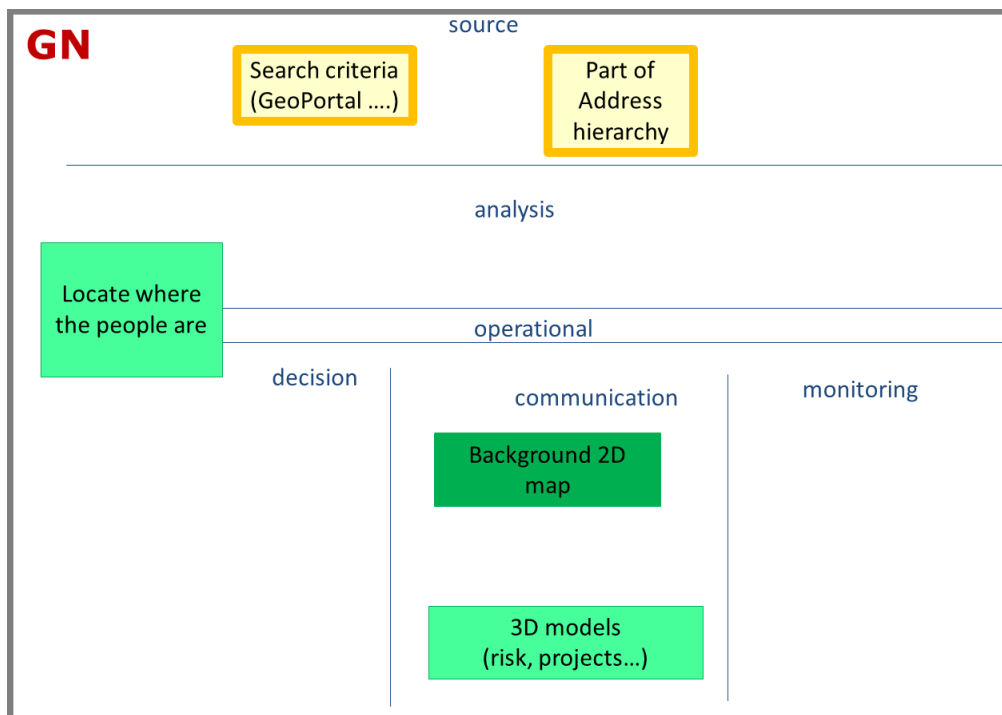 source
GN
Search criteria
(GeoPortal ....)
Part of
Address
hierarchy
analysis
Locate where
the people are
operational
decision
communication
monitoring
Background 2D
map
3D models
(risk, projects...)